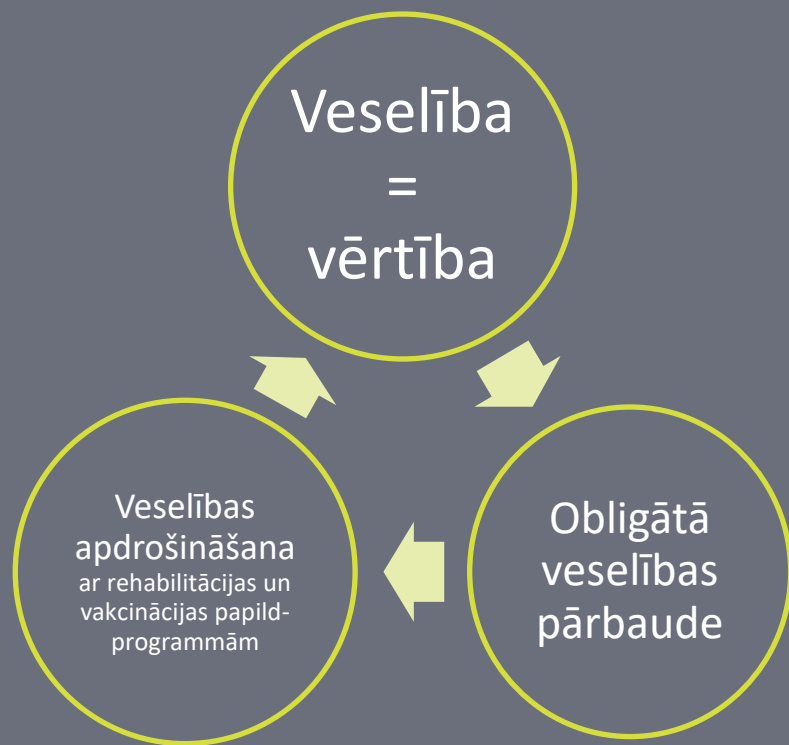 Veselība
=
vērtība
Obligātā
veselības
pārbaude
Veselības
apdrošināšana
ar rehabilitācijas un
vakcinācijas papild-
programmām